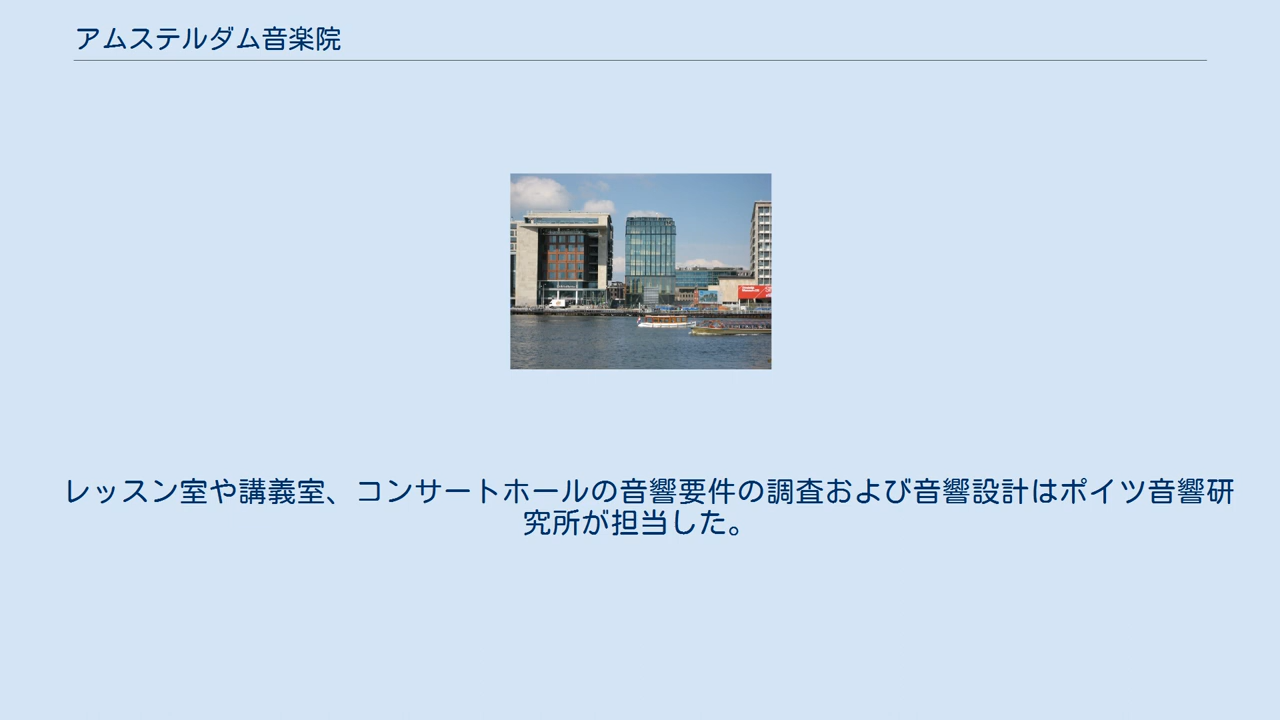 アムステルダム音楽院
レッスン室や講義室、コンサートホールの音響要件の調査および音響設計はポイツ音響研
究所が担当した。